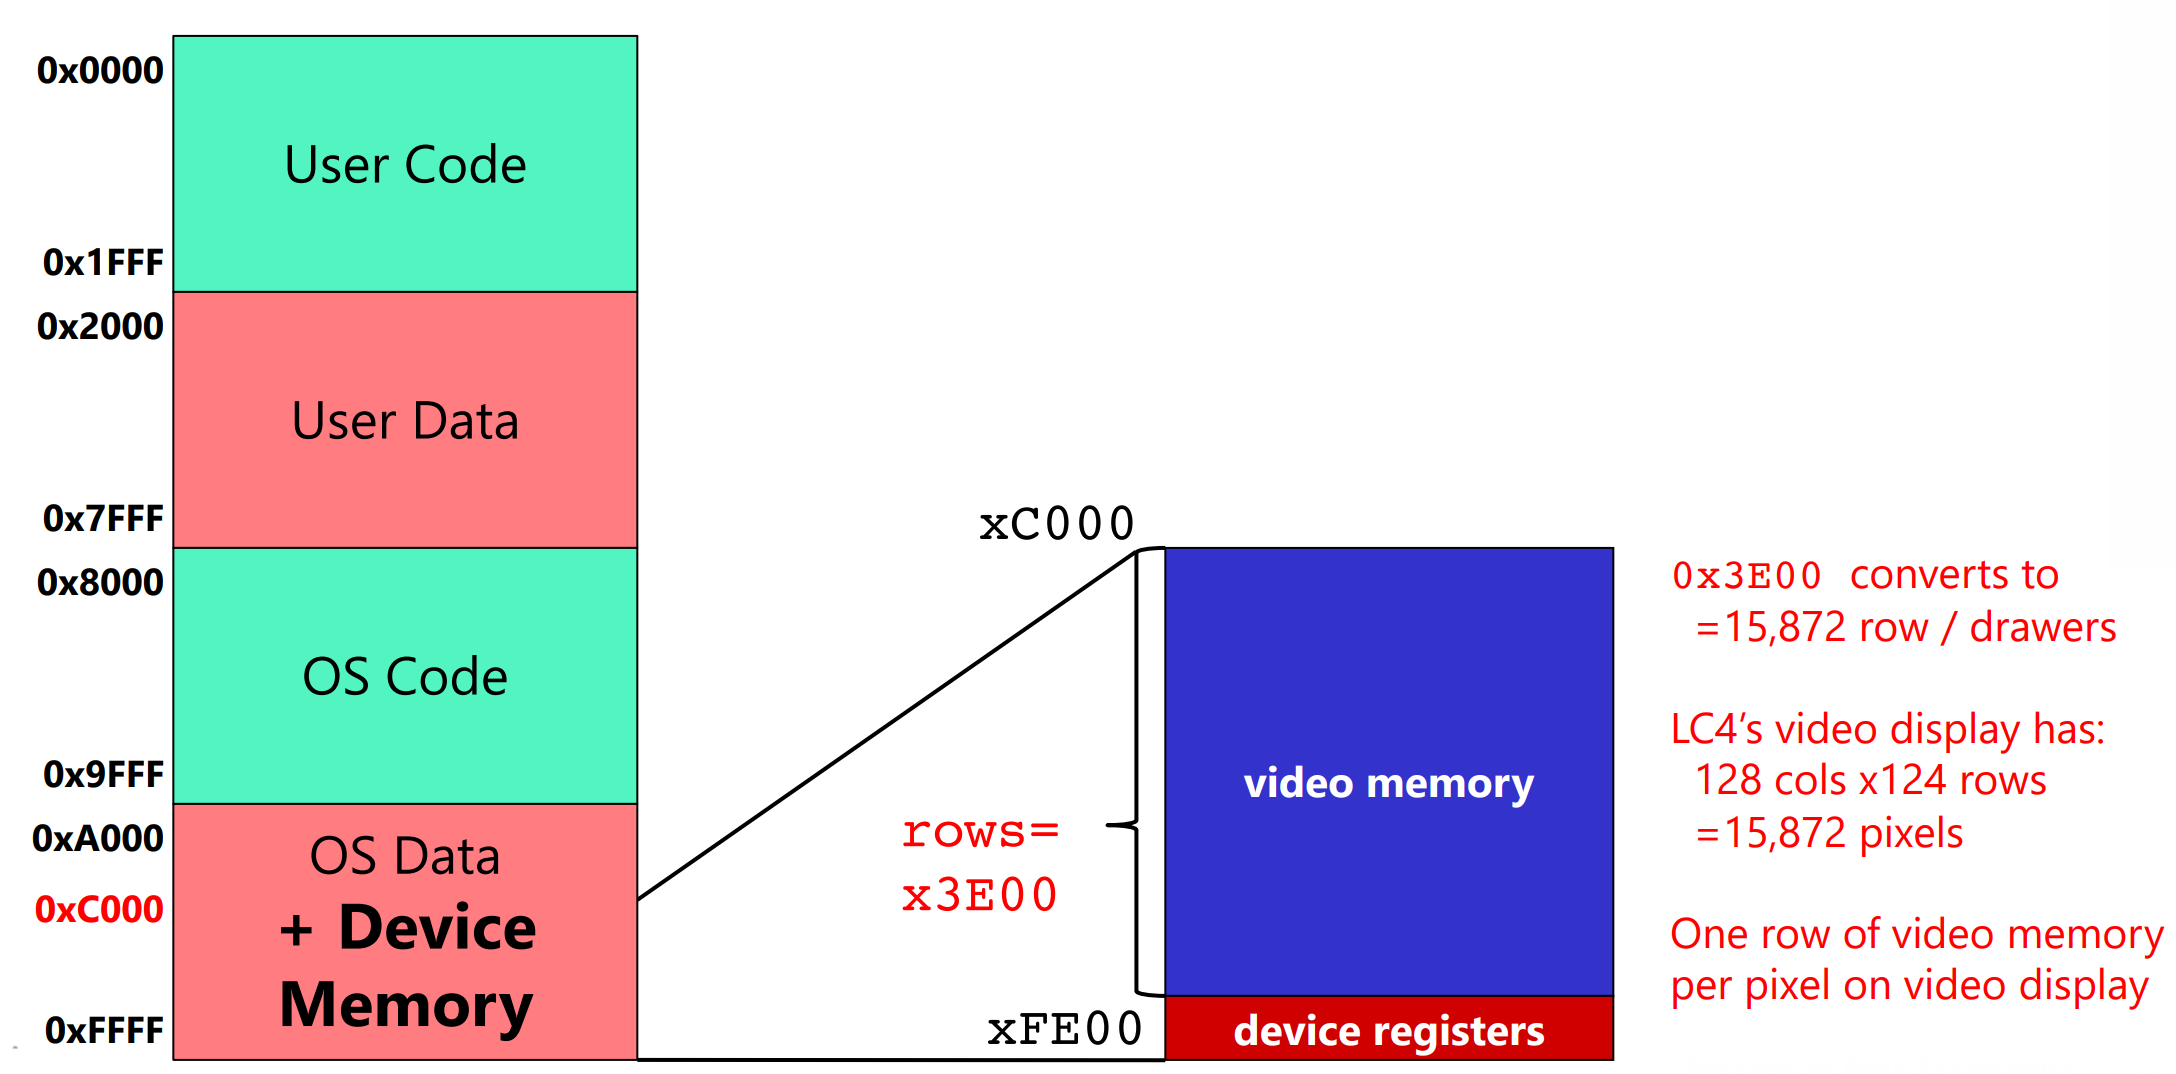 0x0000
User Code
0x1FFF
0x2000
User Data
0x7FFF
0x8000
OS Code
0x9FFF
0xA000
OS Data
0xC000
+ Device
Memory
0xFFFF
xC000
rows=
x3E00
xFE00
video memory
device registers
0x3E00 converts to
=15,872 row / drawers
LC4’s video display has:
128 cols x124 rows
=15,872 pixels
One row of video memory
per pixel on video display